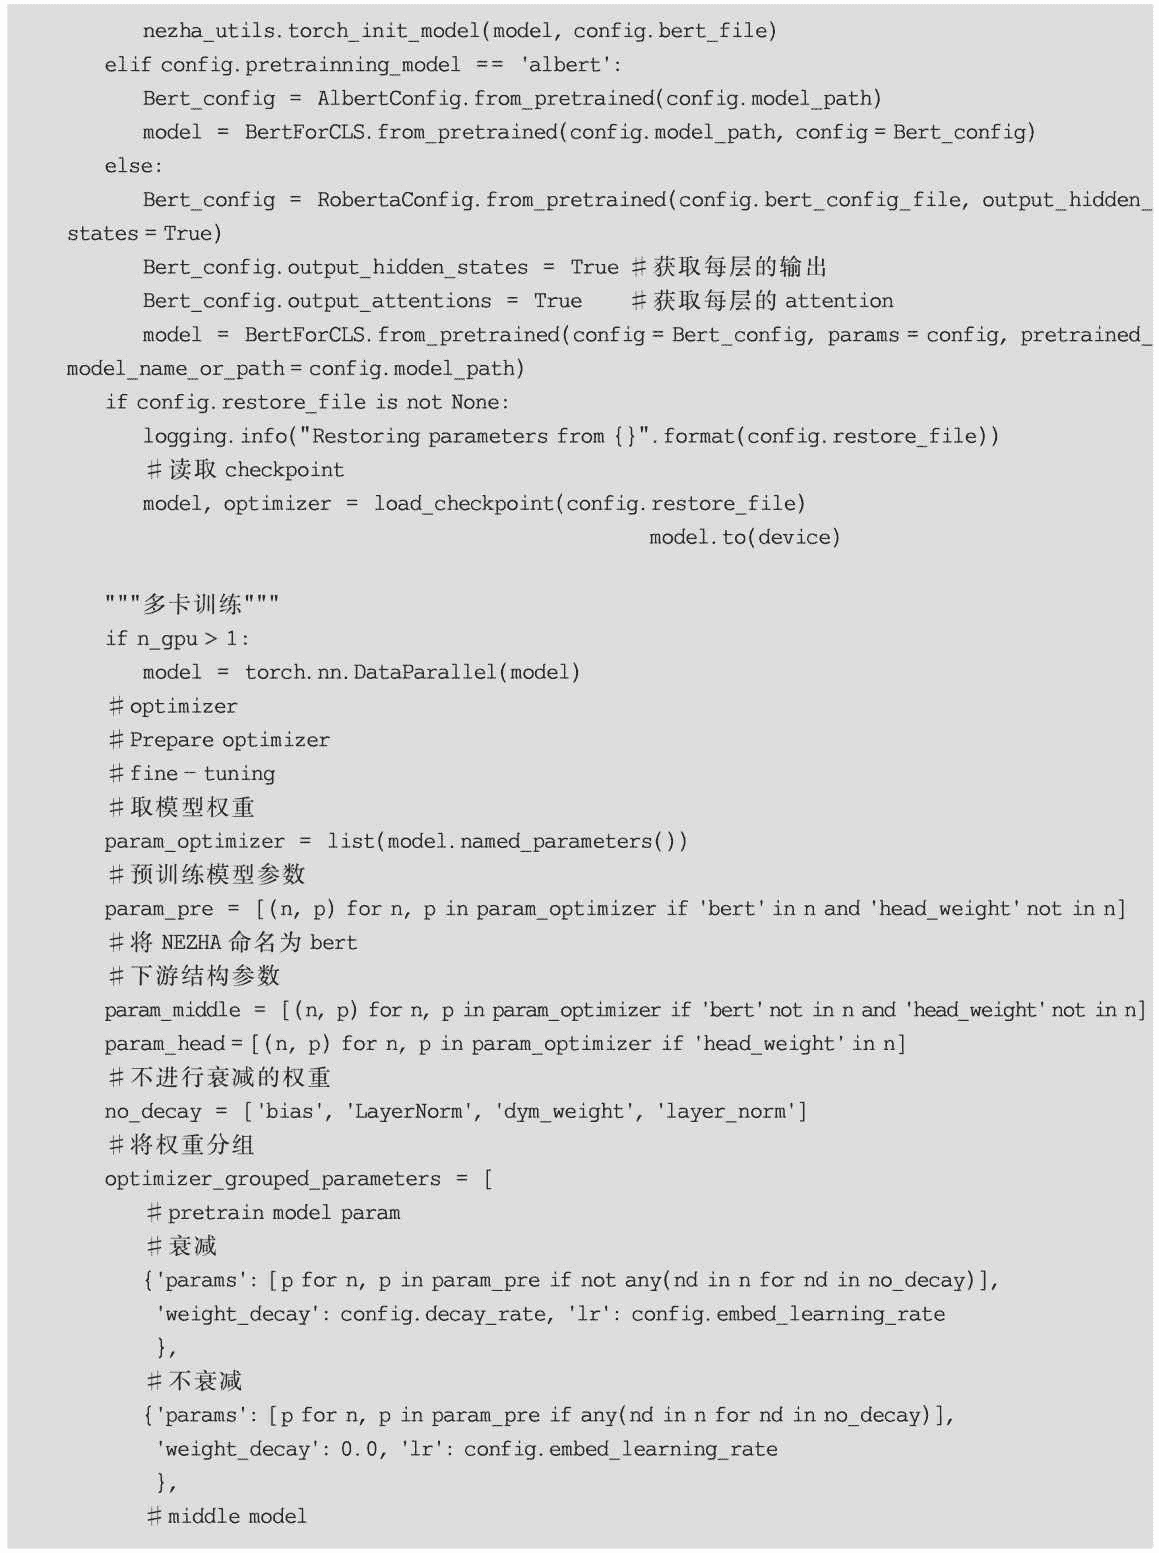 nezha_utils.torch_init_model(model, config.bert_file)
elif config.pretrainning_model == 'albert':
Bert_config = AlbertConfig.from_pretrained(config.model_path)
model = BertForCLS.from_pretrained(config.model_path, config=Bert_config)
else:
Bert_config = RobertaConfig.from_pretrained(config.bert_config_file, output_hidden_
states=True)
Bert_config.output_hidden_states = True #获取每层的输出
Bert_config.output_attentions = True #获取每层的 attention
model = BertForCLS.from_pretrained(config=Bert_config, params=config, pretrained_
model_name_or_path=config.model_path)
if config.restore_file is not None:
logging.info("Restoring parameters from {}".format(config.restore_file))
#读取 checkpoint
model, optimizer = load_checkpoint(config.restore_file)
model.to(device)
"""多卡训练"""
if n_gpu > 1:
model = torch.nn.DataParallel(model)
#optimizer
#Prepare optimizer
#fine-tuning
#取模型权重
param_optimizer = list(model.named_parameters())
#预训练模型参数
param_pre = [(n, p) for n, p in param_optimizer if 'bert' in n and 'head_weight' not in n]
#将 NEZHA 命名为 bert
#下游结构参数
param_middle = [(n, p) for n, p in param_optimizer if 'bert' not in n and 'head_weight' not in n]
param_head=[(n, p) for n, p in param_optimizer if 'head_weight' in n]
#不进行衰减的权重
no_decay = ['bias', 'LayerNorm', 'dym_weight', 'layer_norm']
#将权重分组
optimizer_grouped_parameters = [
#pretrain model param
#衰减
{'params': [p for n, p in param_pre if not any(nd in n for nd in no_decay)],
'weight_decay': config.decay_rate, 'lr': config.embed_learning_rate
},
#不衰减
{'params': [p for n, p in param_pre if any(nd in n for nd in no_decay)],
'weight_decay': 0.0, 'lr': config.embed_learning_rate
},
#middle model